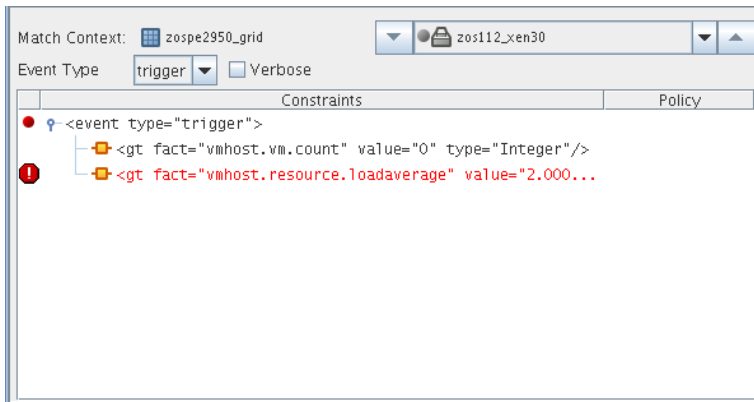 Match Context: zospe2950_grid zos112_xen30
Event Type trigger Verbose
Constraints Policy
<event type="trigger">
<gt fact="vmhost.vm.count" value="0" type="Integer"/>
<gt fact="vmhost.resource.loadaverage" value="2.000...